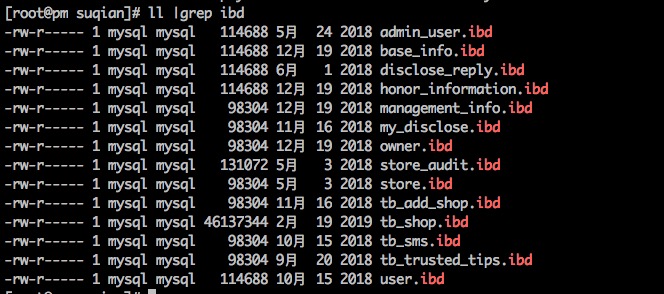 [root@pm suqian]# ll |grep ibd
-rw-r----- 1 mysql mysql   114688 5月   24 2018 admin_user.ibd
-rw-r----- 1 mysql mysql   114688 12月  19 2018 base_info.ibd
-rw-r----- 1 mysql mysql   114688 6月    1 2018 disclose_reply.ibd
-rw-r----- 1 mysql mysql   114688 12月  19 2018 honor_information.ibd
-rw-r----- 1 mysql mysql    98304 12月  19 2018 management_info.ibd
-rw-r----- 1 mysql mysql    98304 11月  16 2018 my_disclose.ibd
-rw-r----- 1 mysql mysql    98304 12月  19 2018 owner.ibd
-rw-r----- 1 mysql mysql   131072 5月    3 2018 store_audit.ibd
-rw-r----- 1 mysql mysql    98304 5月    3 2018 store.ibd
-rw-r----- 1 mysql mysql    98304 11月  16 2018 tb_add_shop.ibd
-rw-r----- 1 mysql mysql 46137344 2月   19 2019 tb_shop.ibd
-rw-r----- 1 mysql mysql    98304 10月  15 2018 tb_sms.ibd
-rw-r----- 1 mysql mysql    98304 9月   20 2018 tb_trusted_tips.ibd
-rw-r----- 1 mysql mysql   114688 10月  15 2018 user.ibd